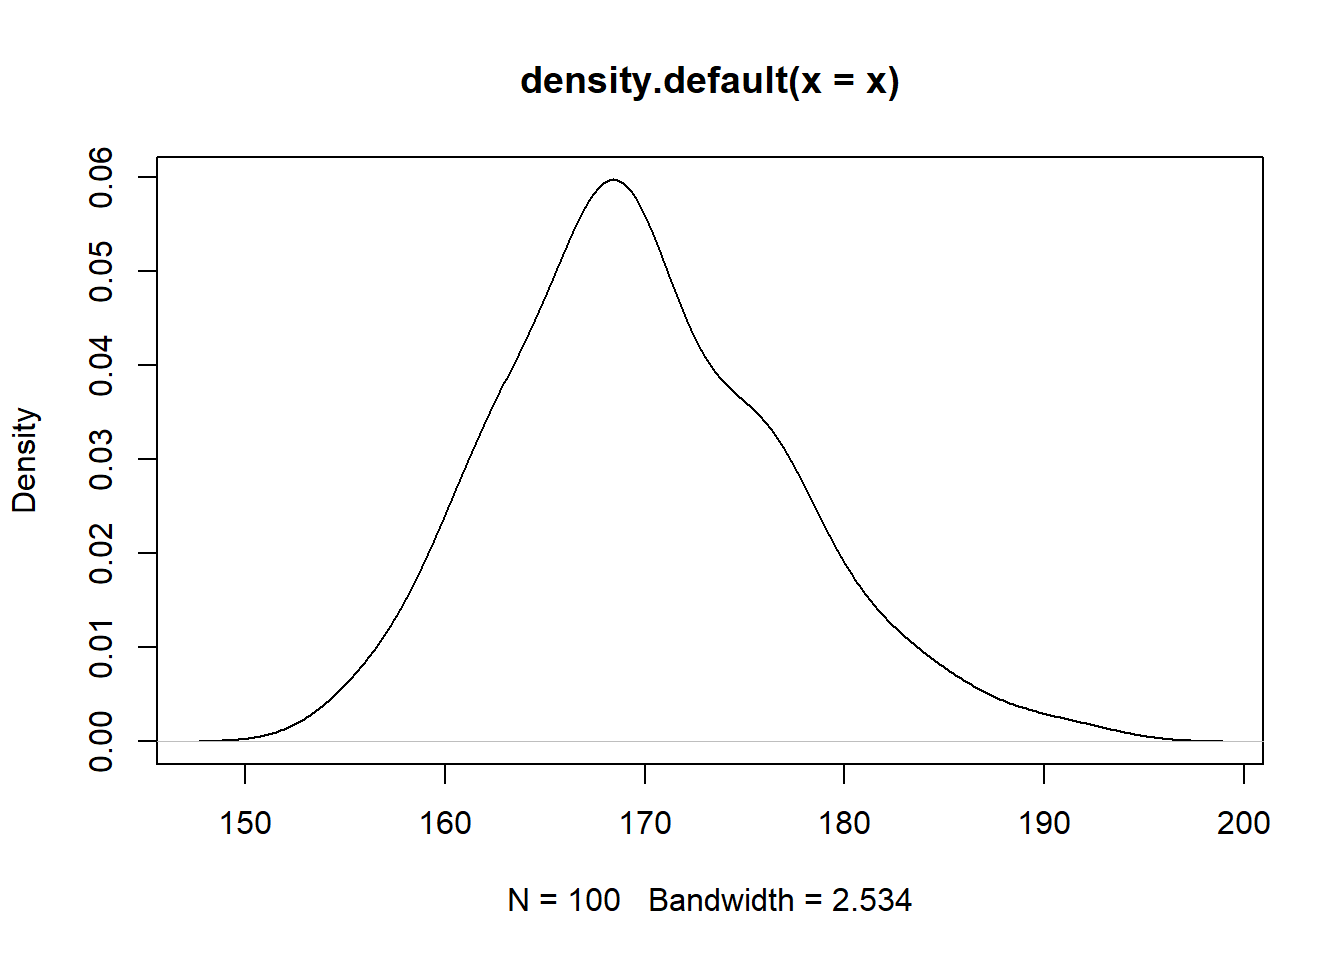 density.default(x = x)
Density
0.06
0.05
0.04
0.03
0.02
0.01
0.00
150 160 170 180 190 200
N = 100 Bandwidth = 2.534